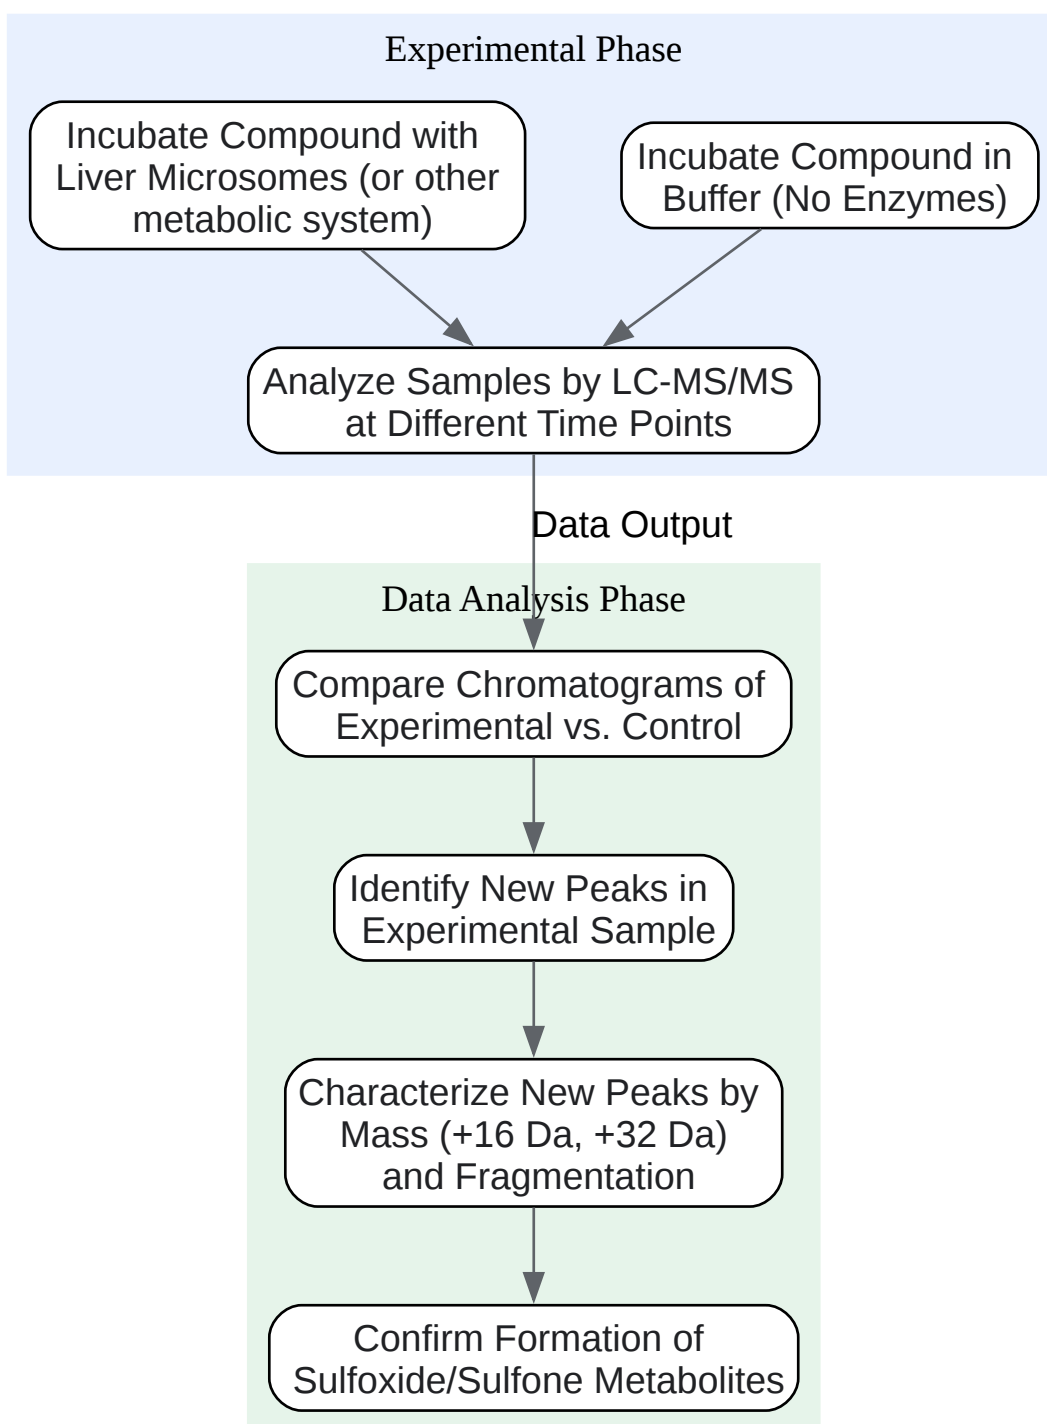 Experimental Phase
Incubate Compound with
Liver Microsomes (or other
metabolic system)
Incubate Compound in
Buffer (No Enzymes)
Analyze Samples by LC-MS/MS
at Different Time Points
Data Output
Data Analysis Phase
Compare Chromatograms of
Experimental vs. Control
Identify New Peaks in
Experimental Sample
Characterize New Peaks by
Mass (+16 Da, +32 Da)
and Fragmentation
Confirm Formation of
Sulfoxide/Sulfone Metabolites